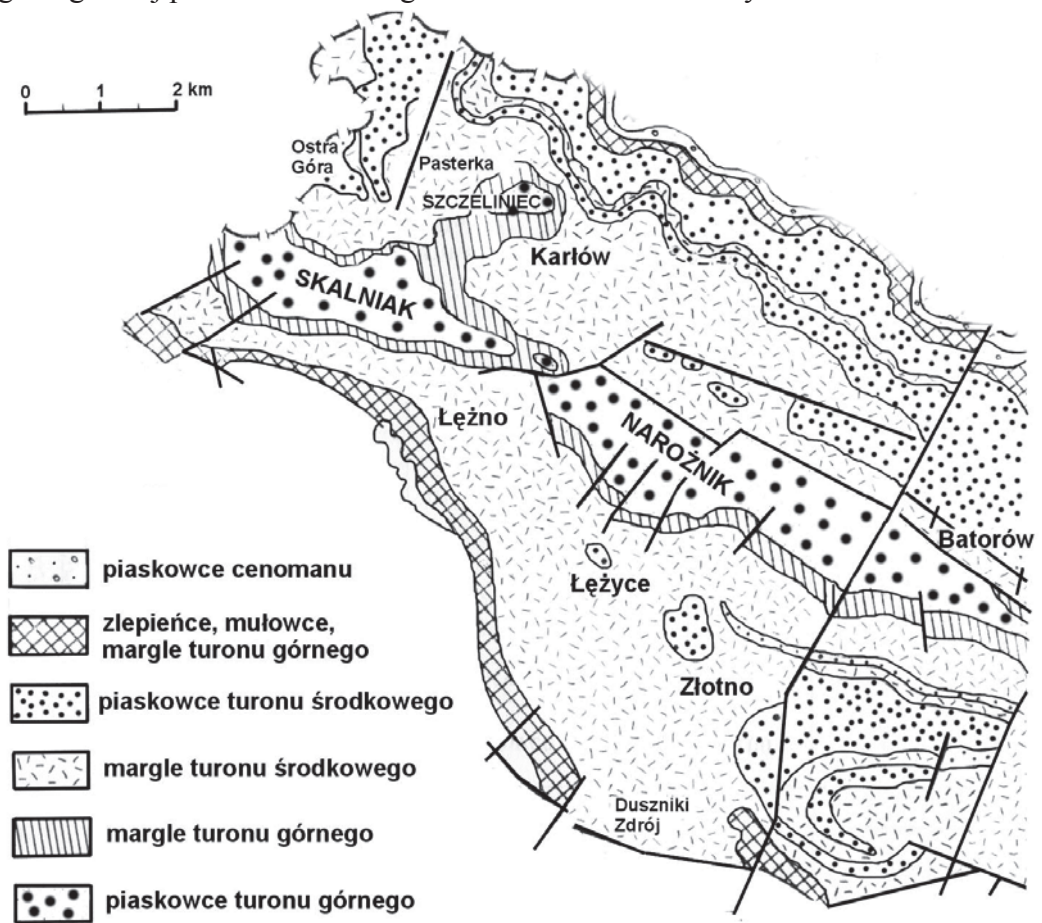 0 1 2 km
Ostra
Góra
Pasterka
SZCZELINIEC
Karłów
SKALNIAK
Łężno
NAROŻNIK
Batorów
Łężyce
Złotno
Duszniki
Zdrój
piaskowce cenomanu
zlepieńce, mułowce,
margle turonu górnego
piaskowce turonu środkowego
margle turonu środkowego
margle turonu górnego
piaskowce turonu górnego